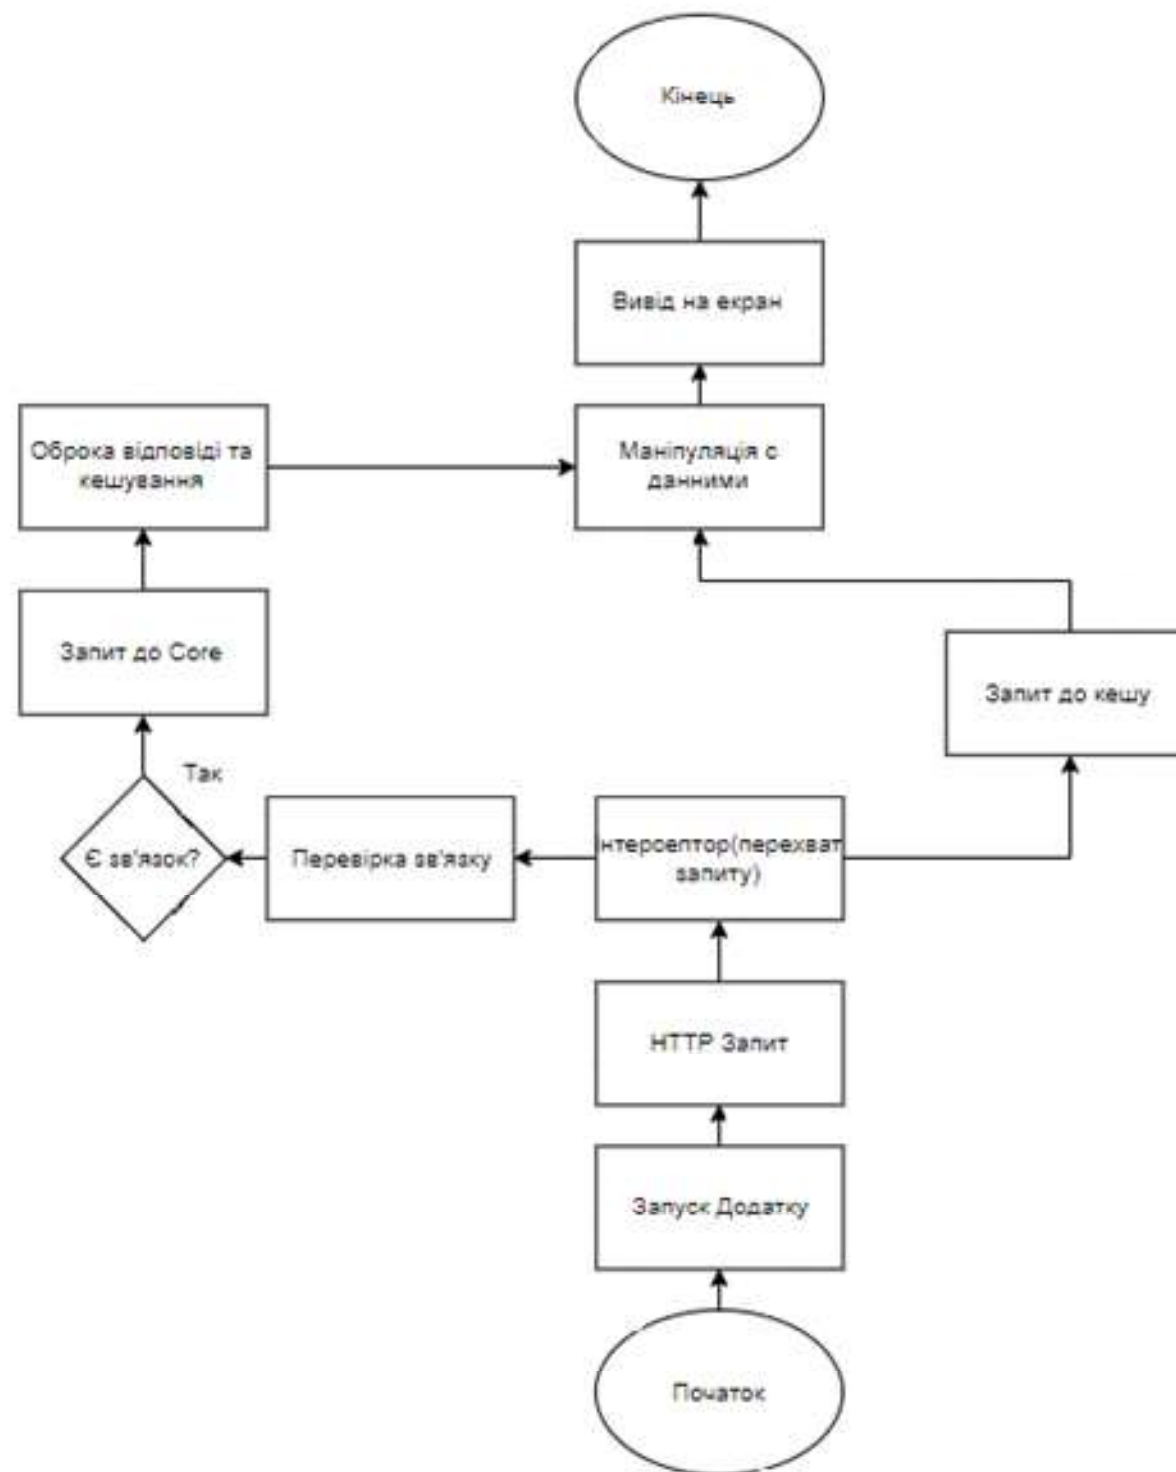 Кінець
Вивід на екран
Оброка відповіді та
кешування
Маніпуляція с
данними
Запит до Core
Запит до кешу
Так
Є зв'язок?
Перевірка зв'язку
Інтерсептор(перехват
запиту)
HTTP Запит
Запуск Додатку
Початок